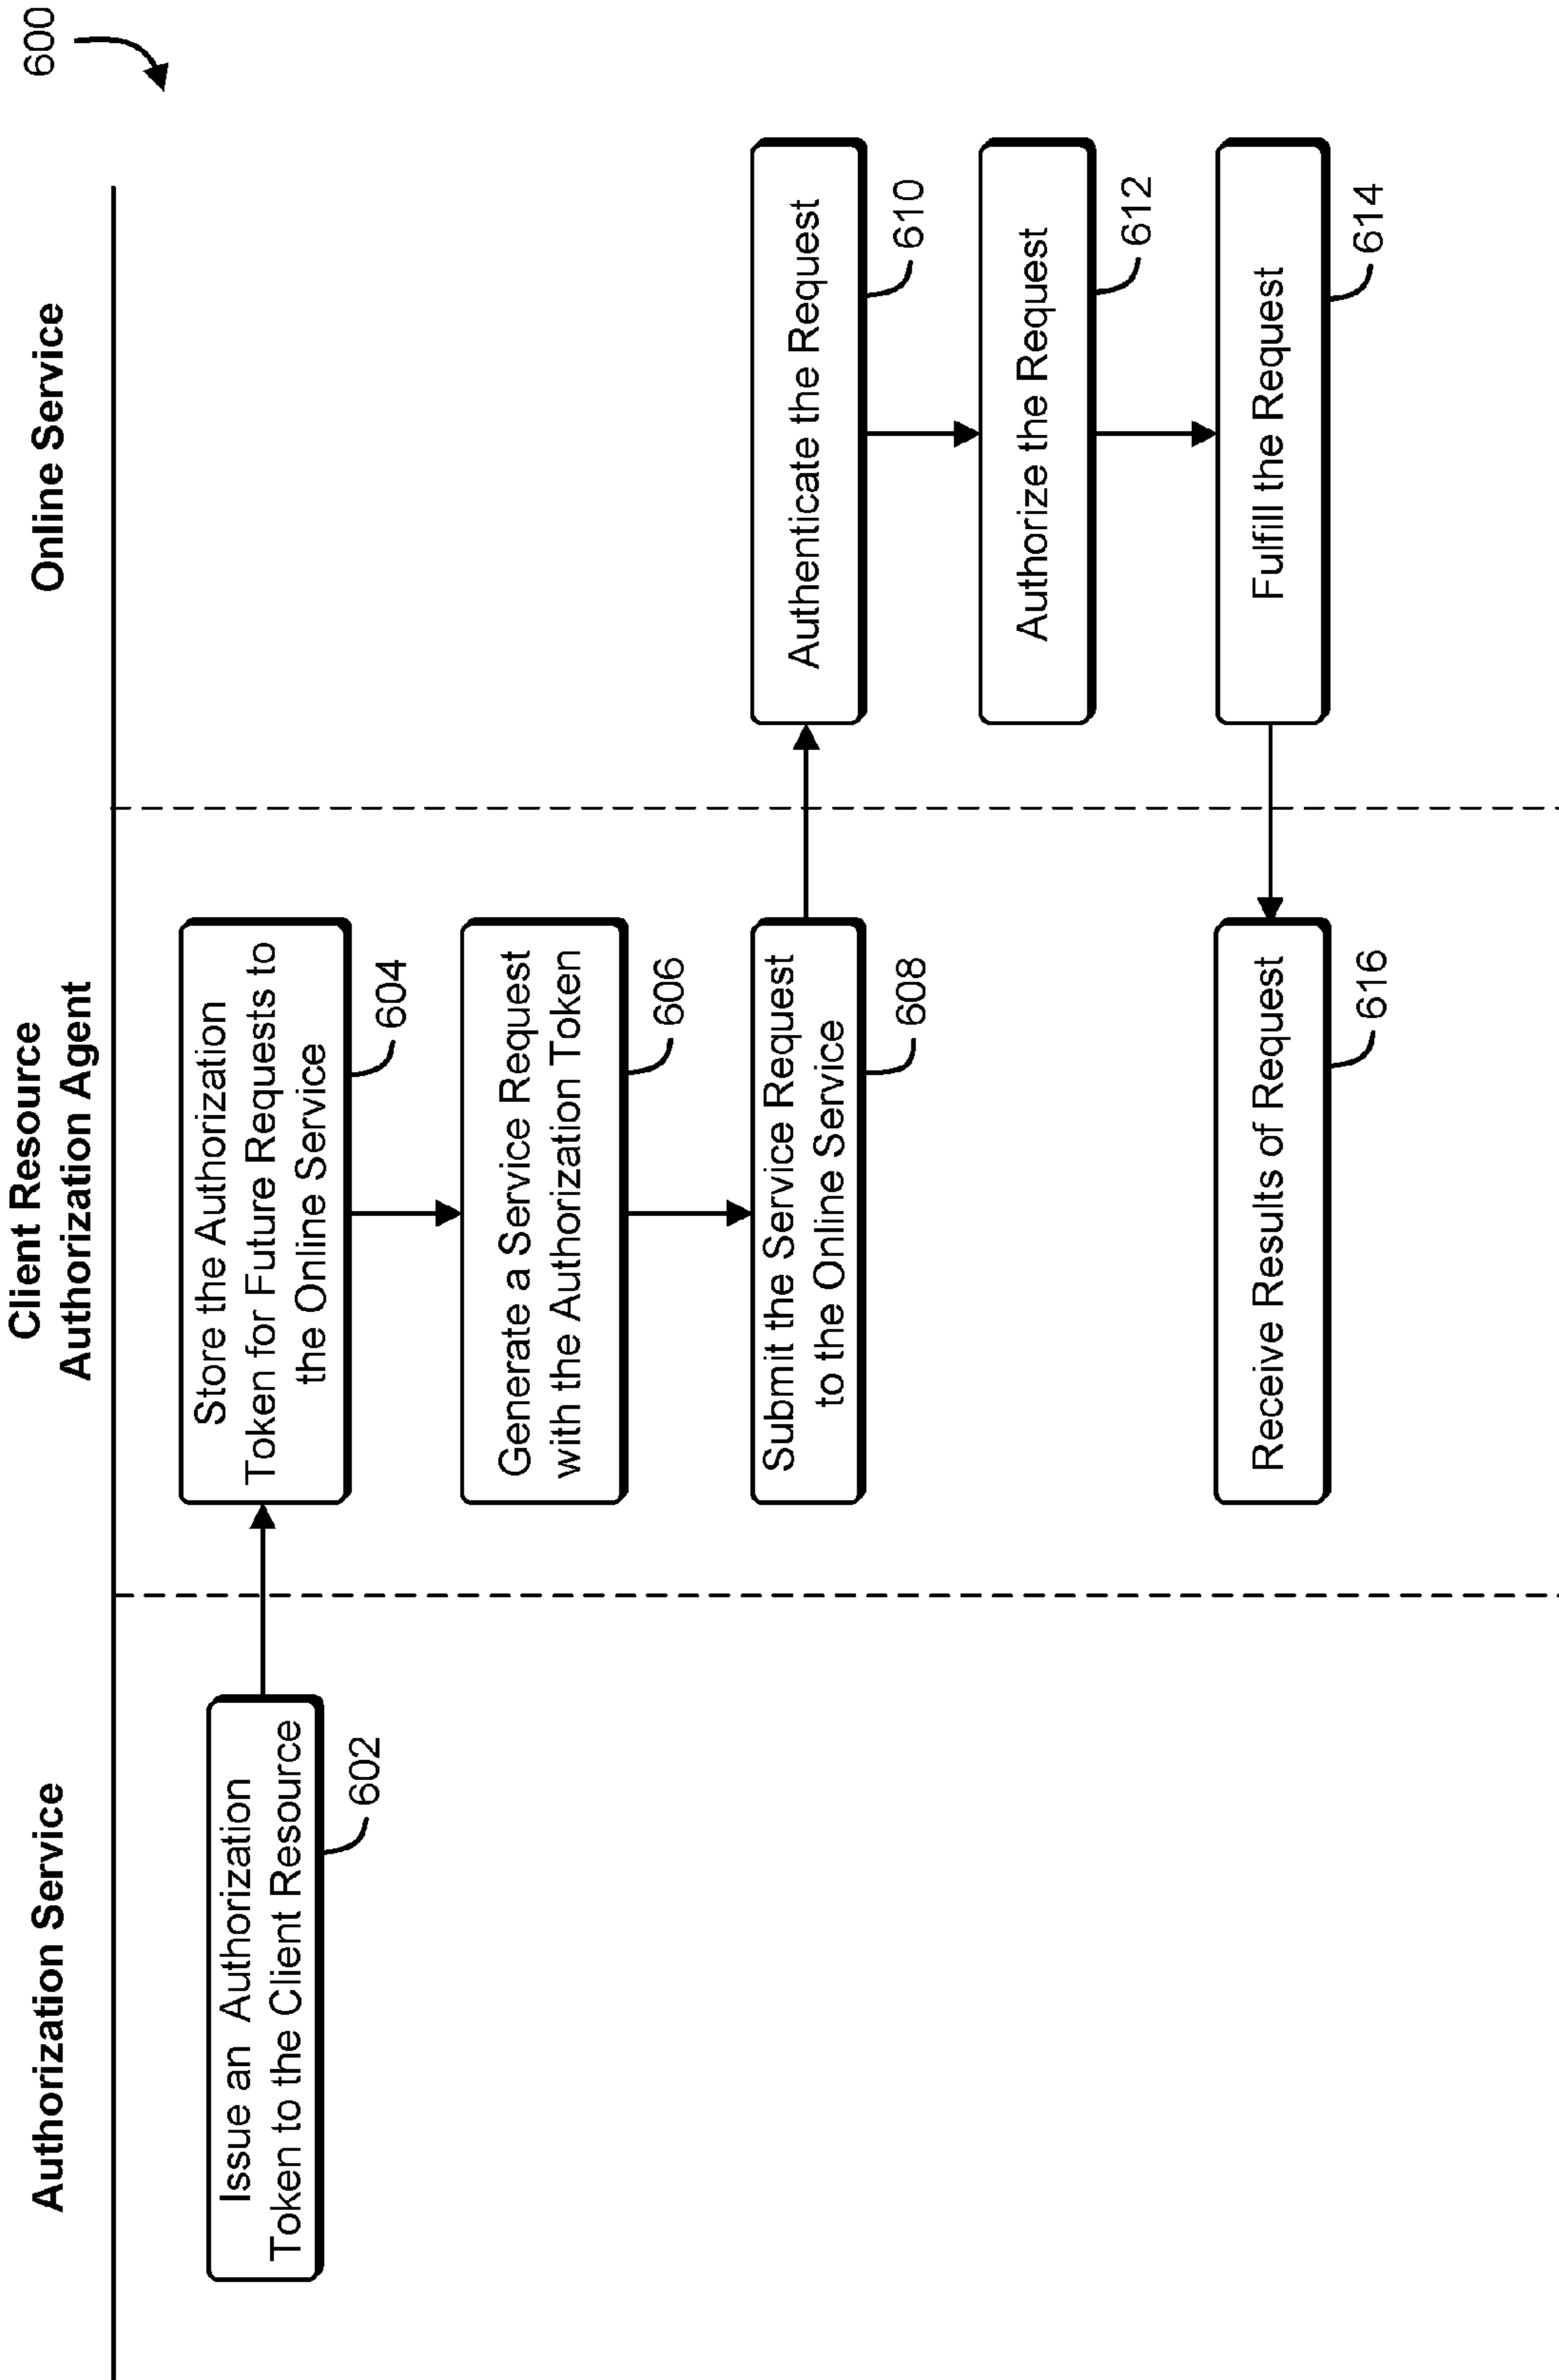 600
Authorization Service
Client Resource
Authorization Agent
Online Service
Issue an Authorization
Token to the Client Resource
602
Store the Authorization
Token for Future Requests to
the Online Service
604
Generate a Service Request
with the Authorization Token
606
Submit the Service Request
to the Online Service
608
Authenticate the Request
610
Authorize the Request
612
Fulfill the Request
614
Receive Results of Request
616